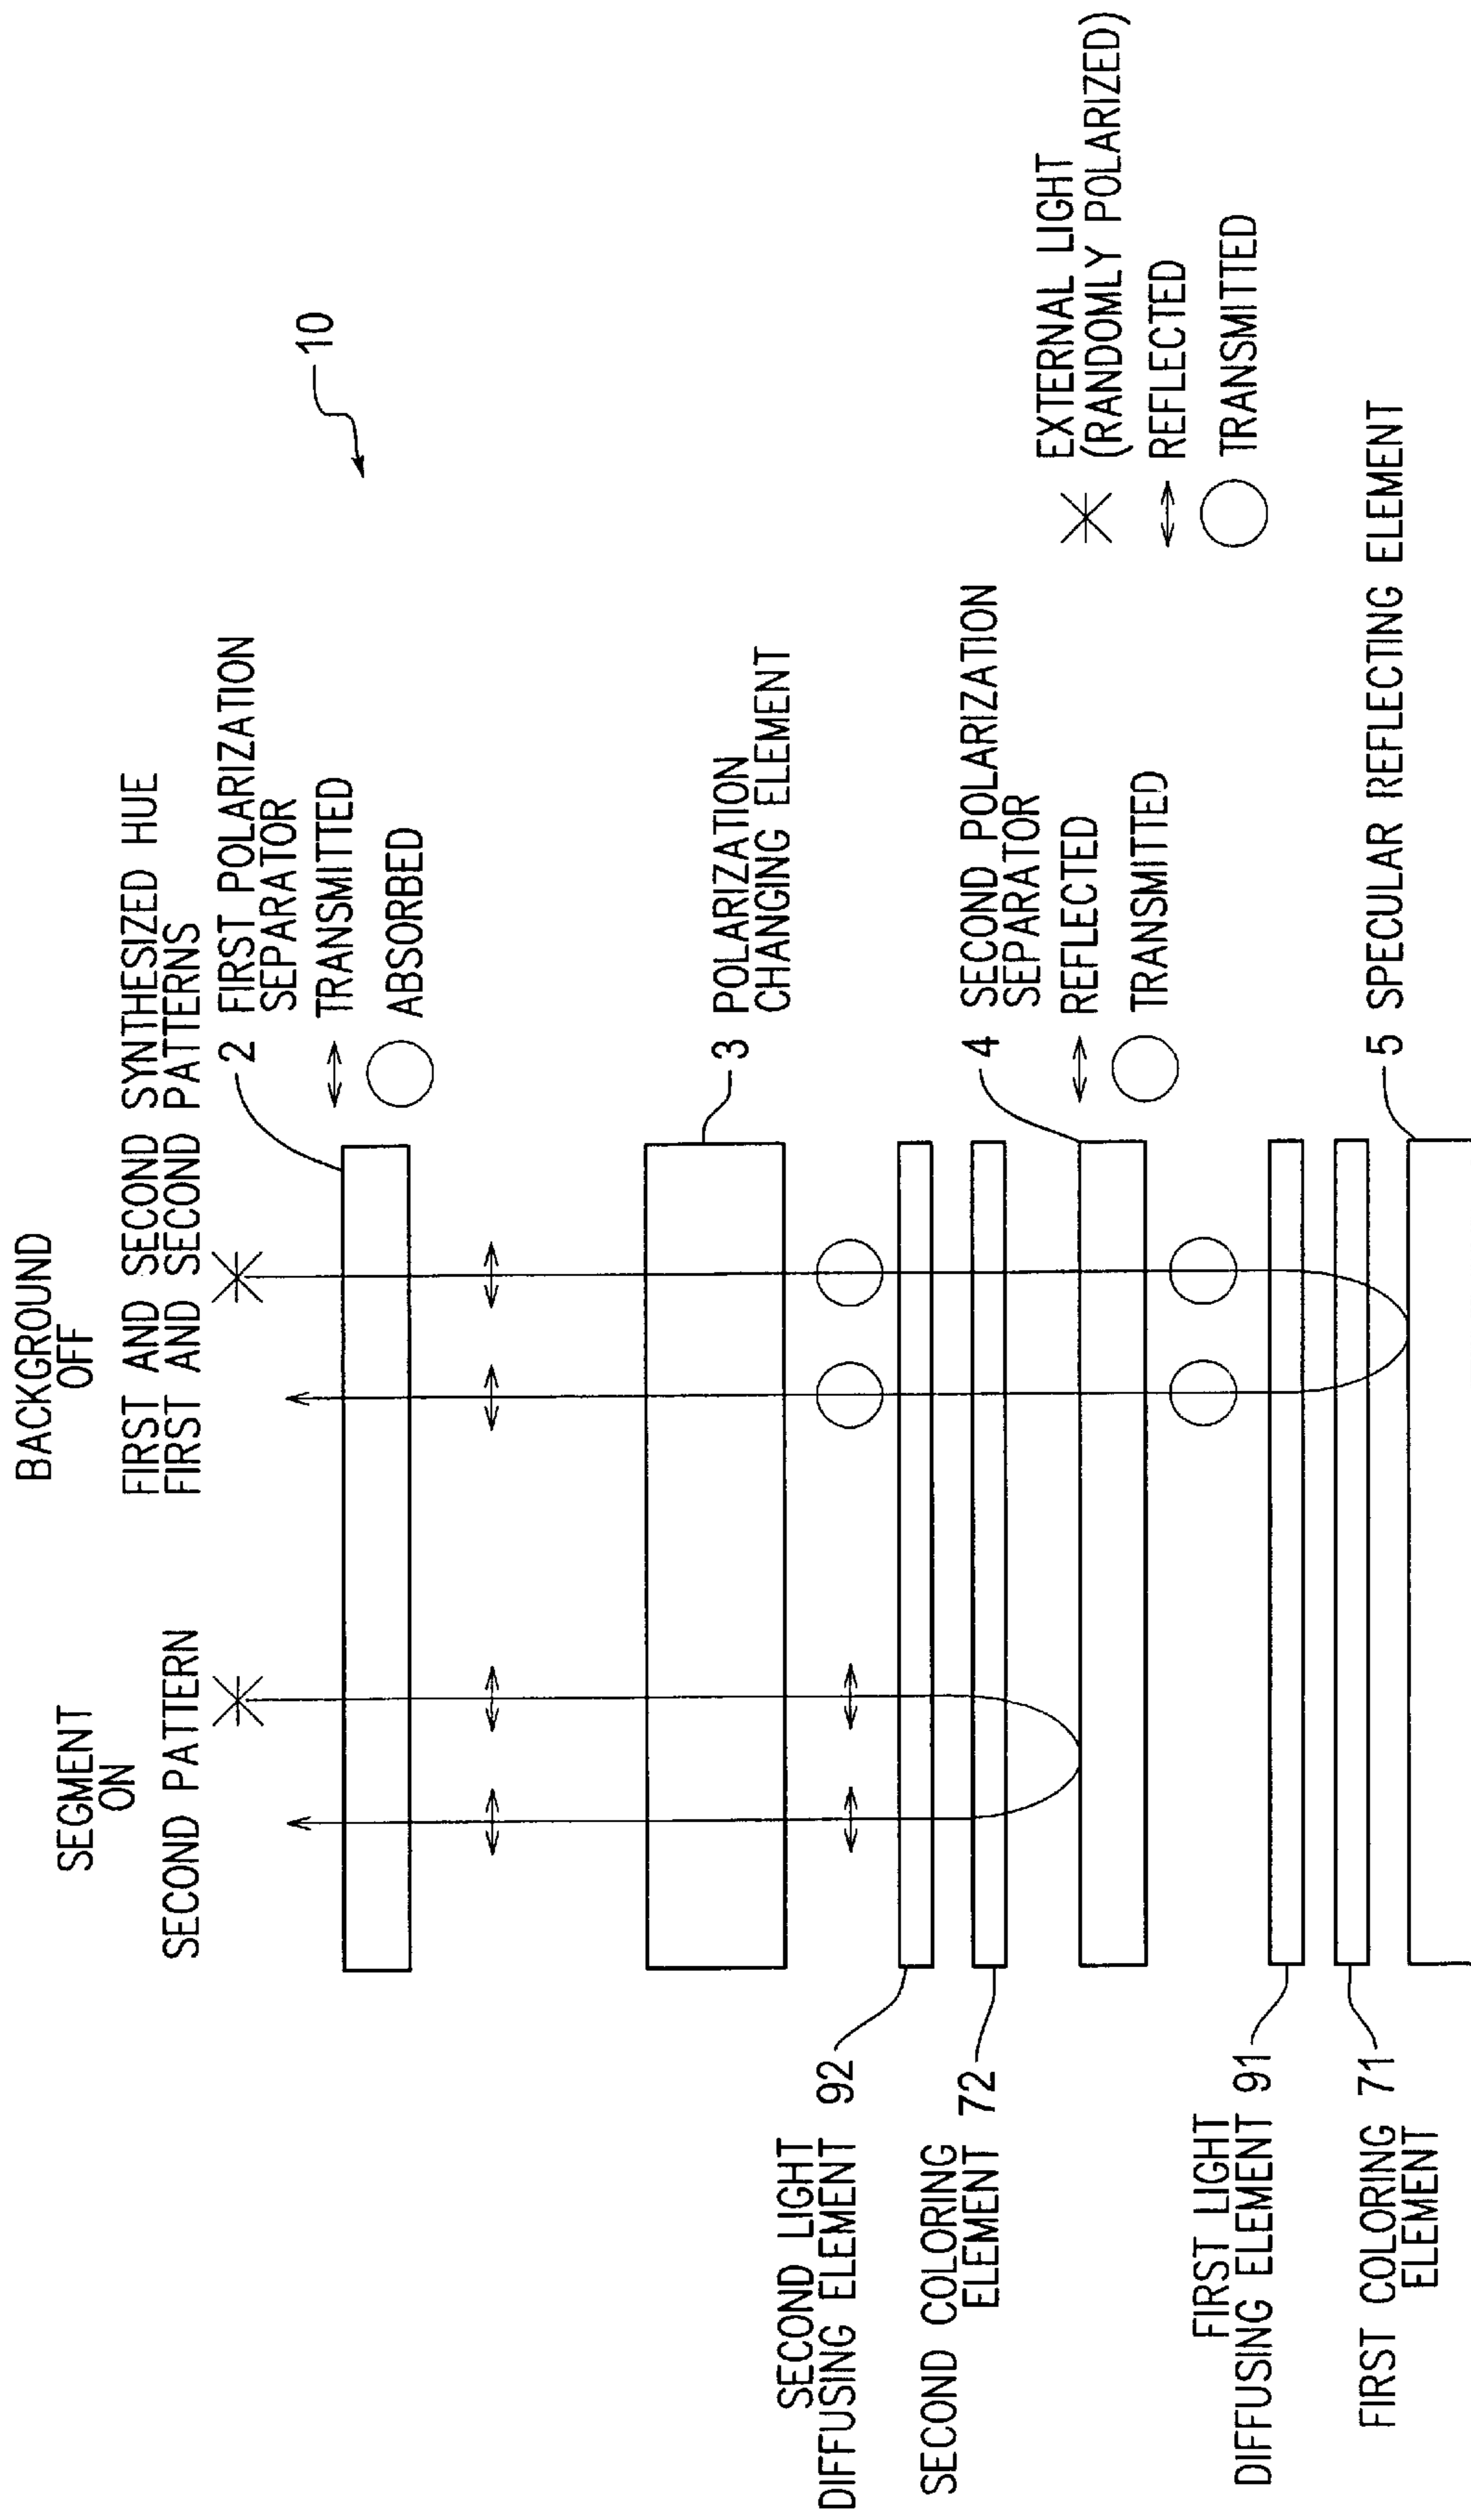 SEGMENT
ON
SECOND PATTERN
BACKGROUND
OFF
FIRST AND SECOND SYNTHESIZED HUE
FIRST AND SECOND PATTERNS
10
2 FIRST POLARIZATION
SEPARATOR
TRANSMITTED
ABSORBED
3 POLARIZATION
CHANGING ELEMENT
SECOND LIGHT
DIFFUSING ELEMENT 92
SECOND COLORING
ELEMENT 72
4 SECOND POLARIZATION
SEPARATOR
REFLECTED
TRANSMITTED
EXTERNAL LIGHT
(RANDOMLY POLARIZED)
REFLECTED
TRANSMITTED
FIRST LIGHT
DIFFUSING ELEMENT 91
FIRST COLORING 71
ELEMENT
5 SPECULAR REFLECTING ELEMENT